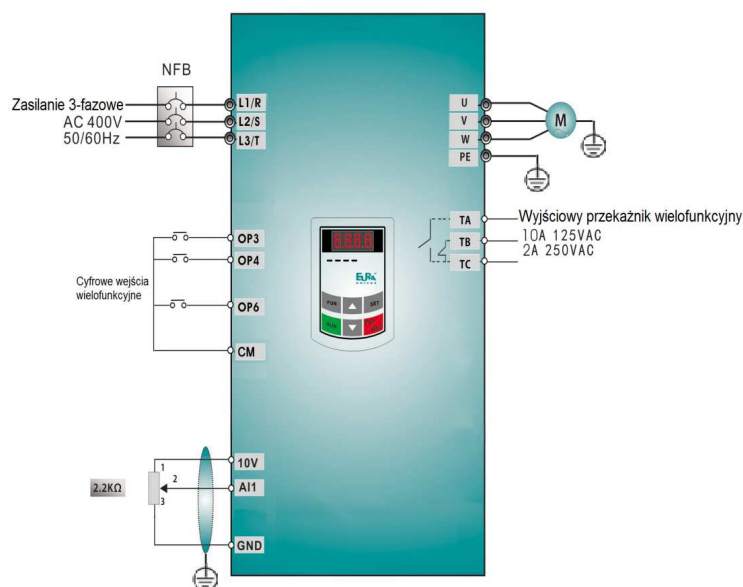 NFB
Zasilanie 3-fazowe
AC 400V
50/60Hz
L1/R
L2/S
L3/T
U
V
W
PE
M
OP3
OP4
OP6
CM
Cyfrowe wejścia
wielofunkcyjne
TA
TB
TC
Wyjściowy przekażnik wielofunkcyjny
10A 125VAC
2A 250VAC
8.8.8.8.
EURA
DRIVES
FUN
SET
RUN
10V
AI1
GND
1
2
3
2.2KΩ